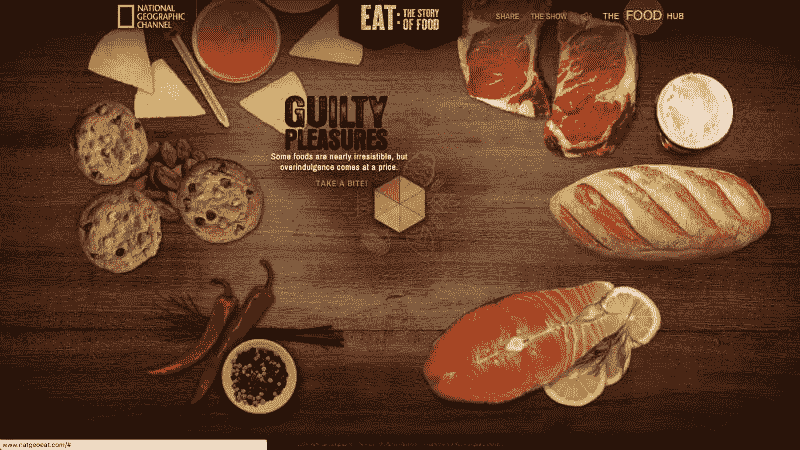 NATIONAL
GEOGRAPHIC
CHANNEL
EAT: THE STORY
OF FOOD
SHARE
THE SHOW
THE FOOD HUB
GUILTY
PLEASURES
Some foods are nearly irresistible, but
overindulgence comes at a price.
TAKE A BITE!
www.natgeoeat.com/#